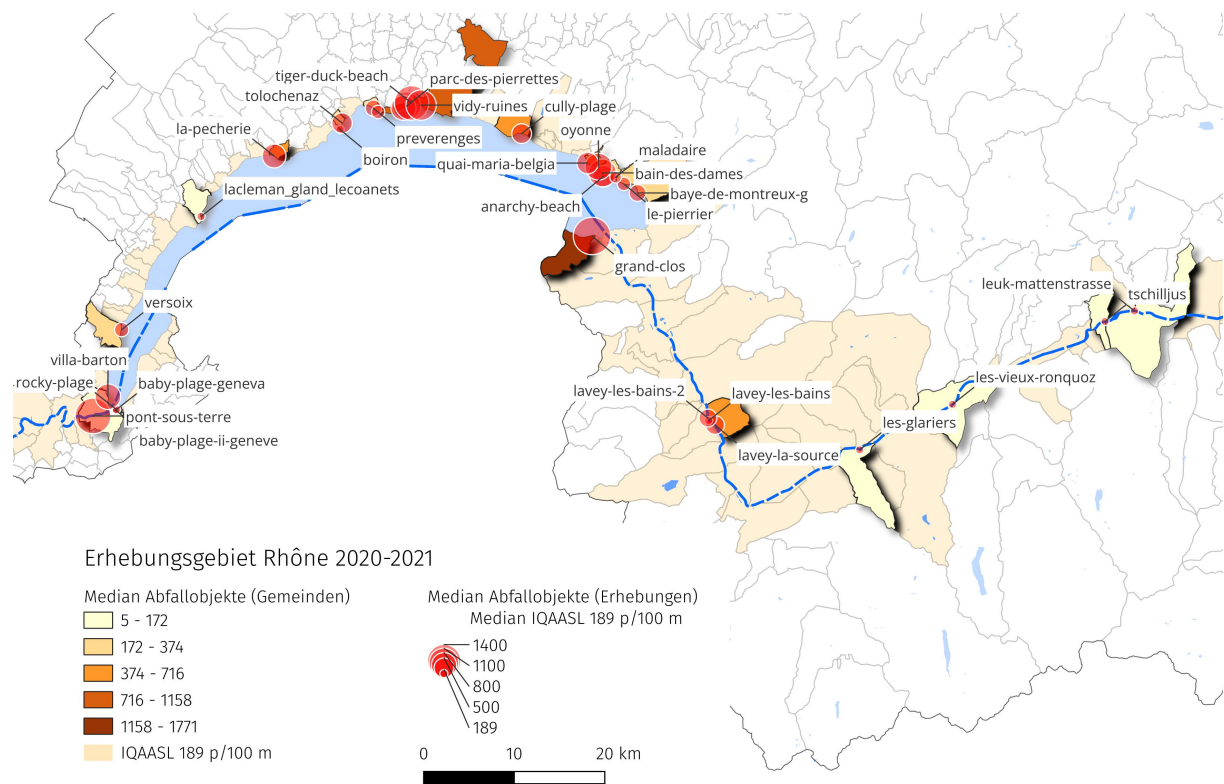 tiger-duck-beach
parc-des-pierrettes
tolochenaz
vidy-ruines
cully-plage
la-pecherie
preverenges
oyonne
boiron
quai-maria-belgia
maladaire
bain-des-dames
lacleman_gland_lecoanets
baye-de-montreux-g
anarchy-beach
le-pierrier
grand-clos
leuk-mattenstrasse
tschilljus
versoix
villa-barton
rocky-plage
baby-plage-geneva
les-vieux-ronquoz
lavey-les-bains-2
lavey-les-bains
pont-sous-terre
les-glariers
baby-plage-ii-geneve
lavey-la-source
Erhebungsgebiet Rhône 2020-2021
Median Abfallobjekte (Gemeinden)
5 - 172
172 - 374
374 - 716
716 - 1158
1158 - 1771
IQAASL 189 p/100 m
Median Abfallobjekte (Erhebungen)
Median IQAASL 189 p/100 m
1400
1100
800
500
189
0 10 20 km